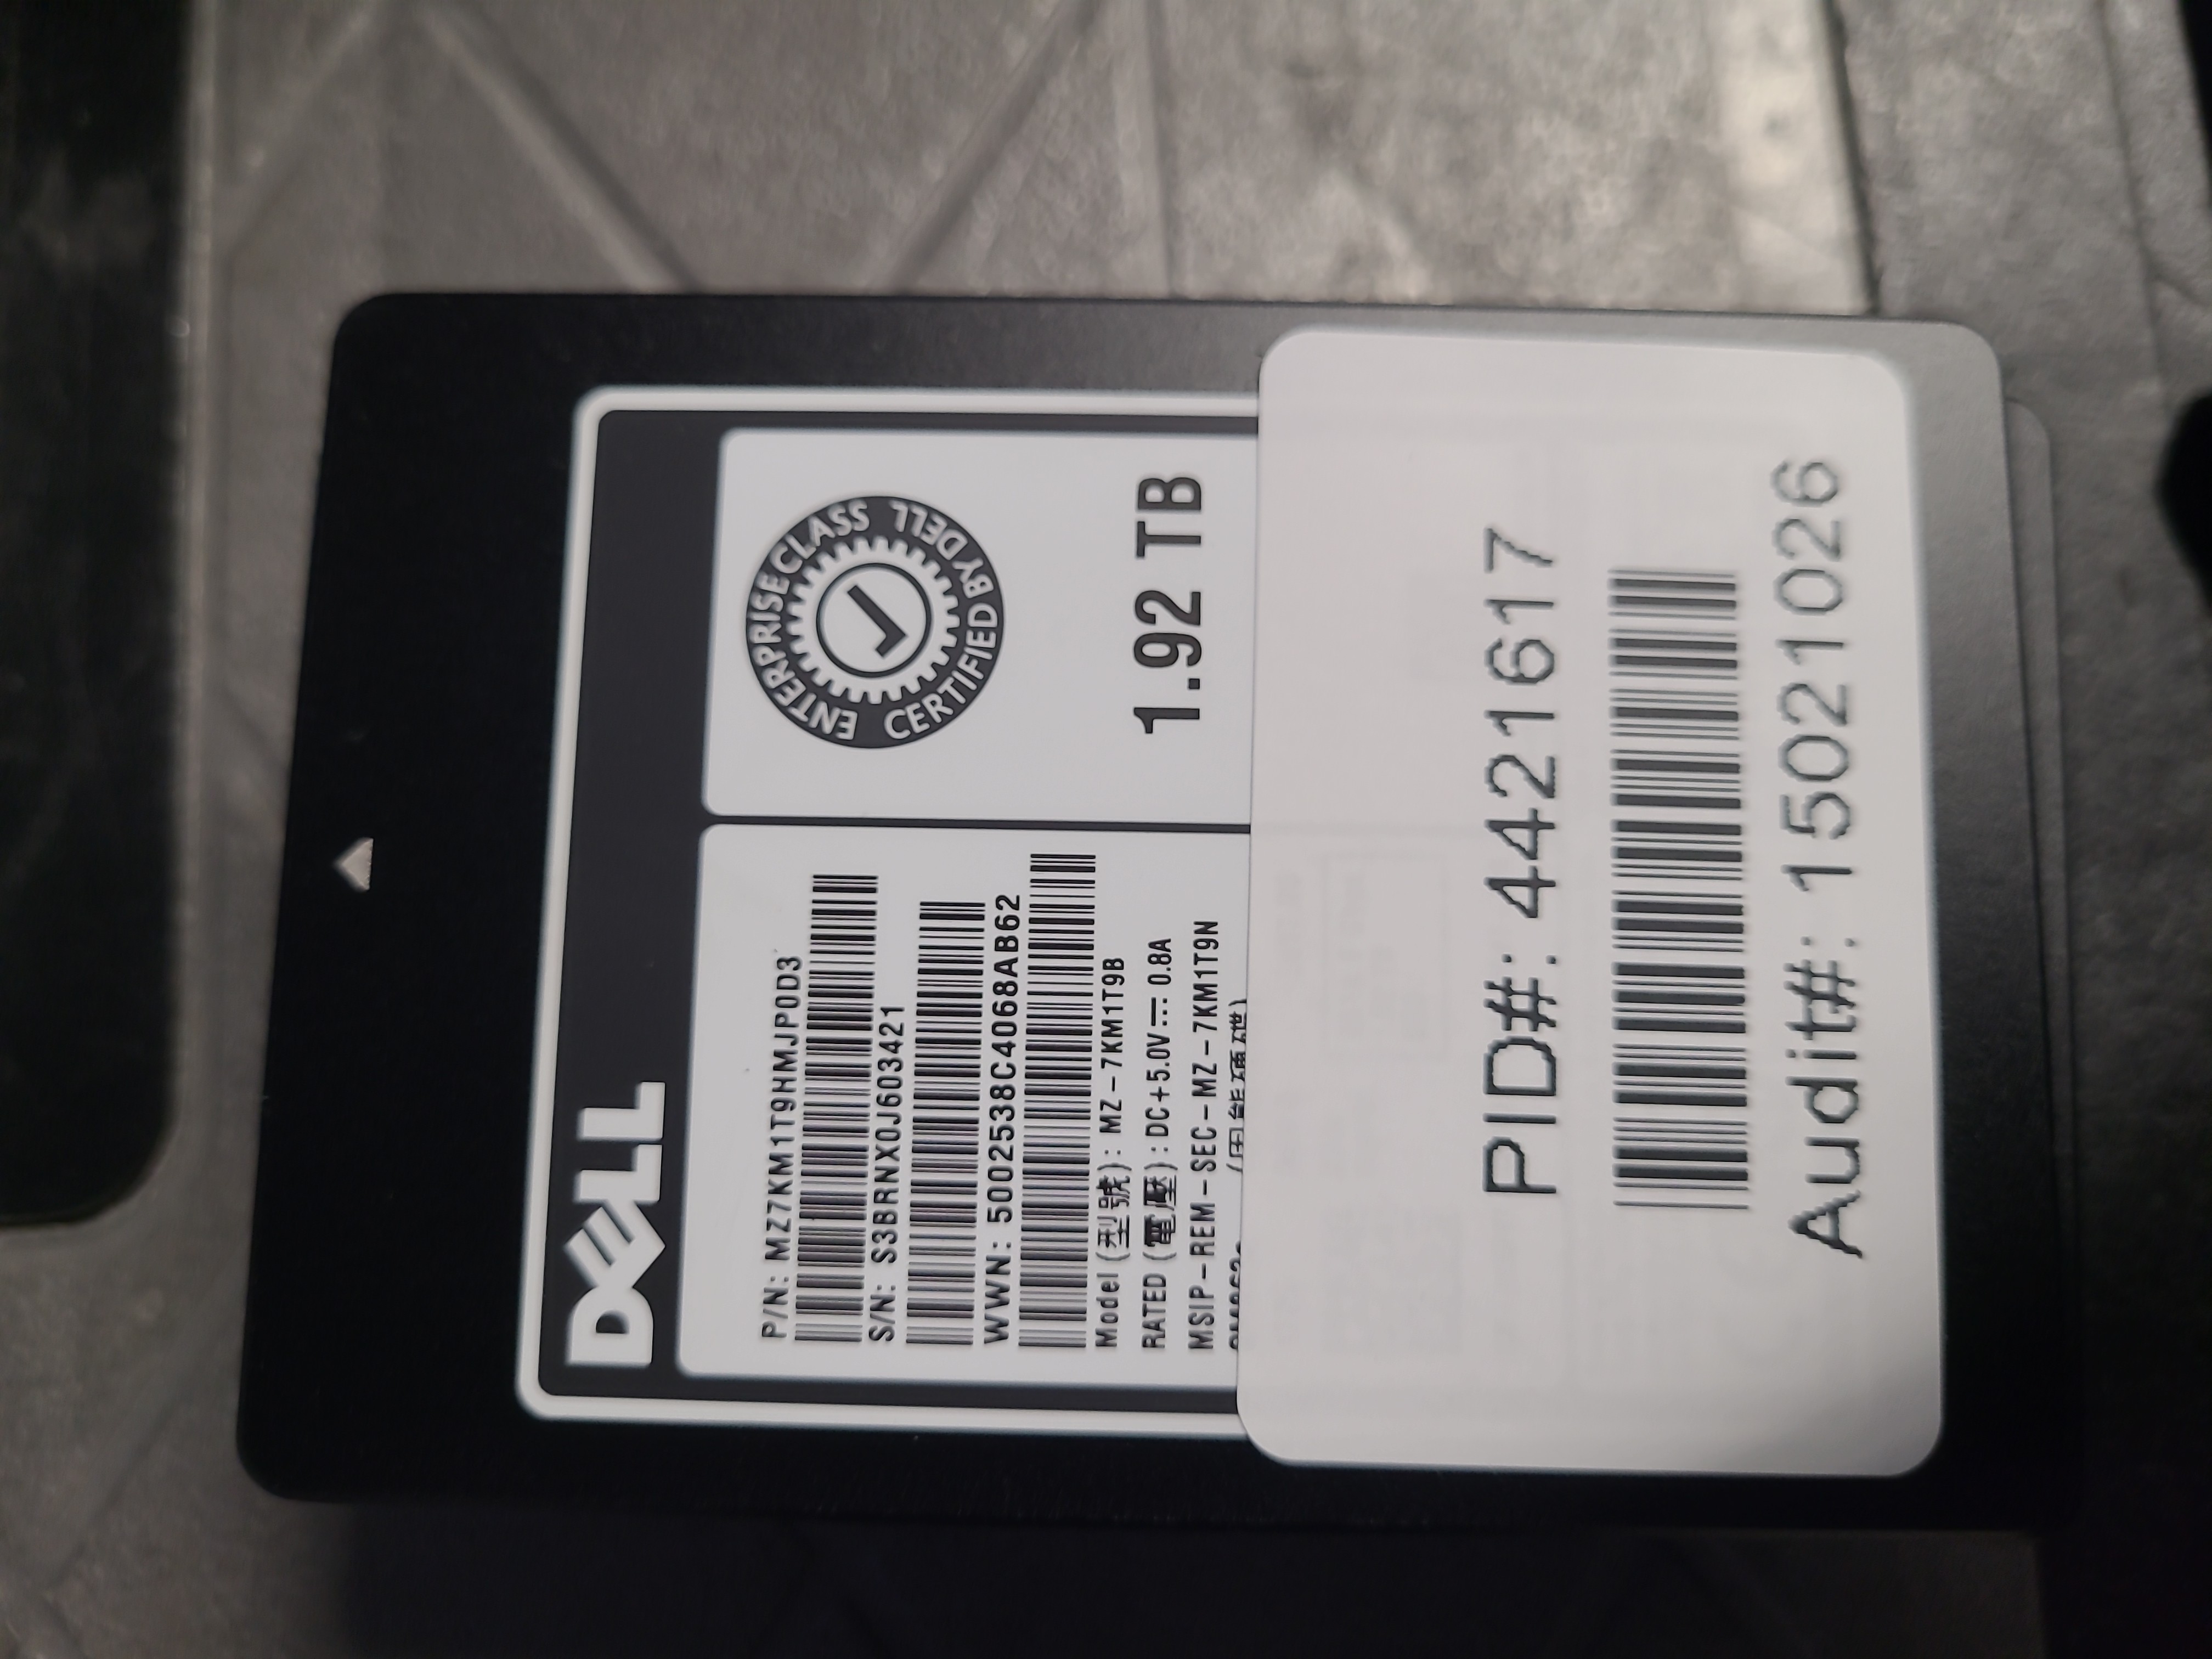 DELL
P/N: MZ7KM1T9HMJP0D3
S/N: S3BRNX0J603421
WWN: 5002538C4068AB62
Model (型號): MZ-7KM1T9B
RATED (電壓): DC+5.0V⎓ 0.8A
MSIP-REM-SEC-MZ-7KM1T9N
ENTERPRISE CLASS
CERTIFIED BY DELL
1.92 TB
PID#: 4421617
Audit#: 15021026